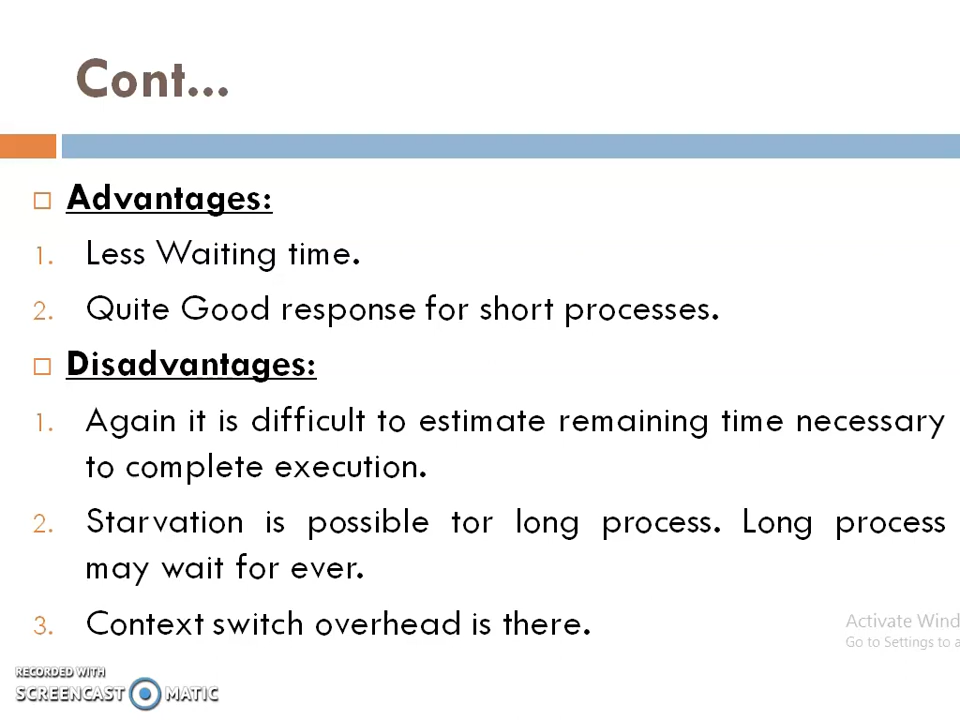 Cont...
Advantages:
1. Less Waiting time.
2. Quite Good response for short processes.
Disadvantages:
1. Again it is difficult to estimate remaining time necessary
to complete execution.
2. Starvation is possible tor long process. Long process
may wait for ever.
3. Context switch overhead is there.
Activate Wind
Go to Settings to a
RECORDED WITH
SCREENCAST MATIC